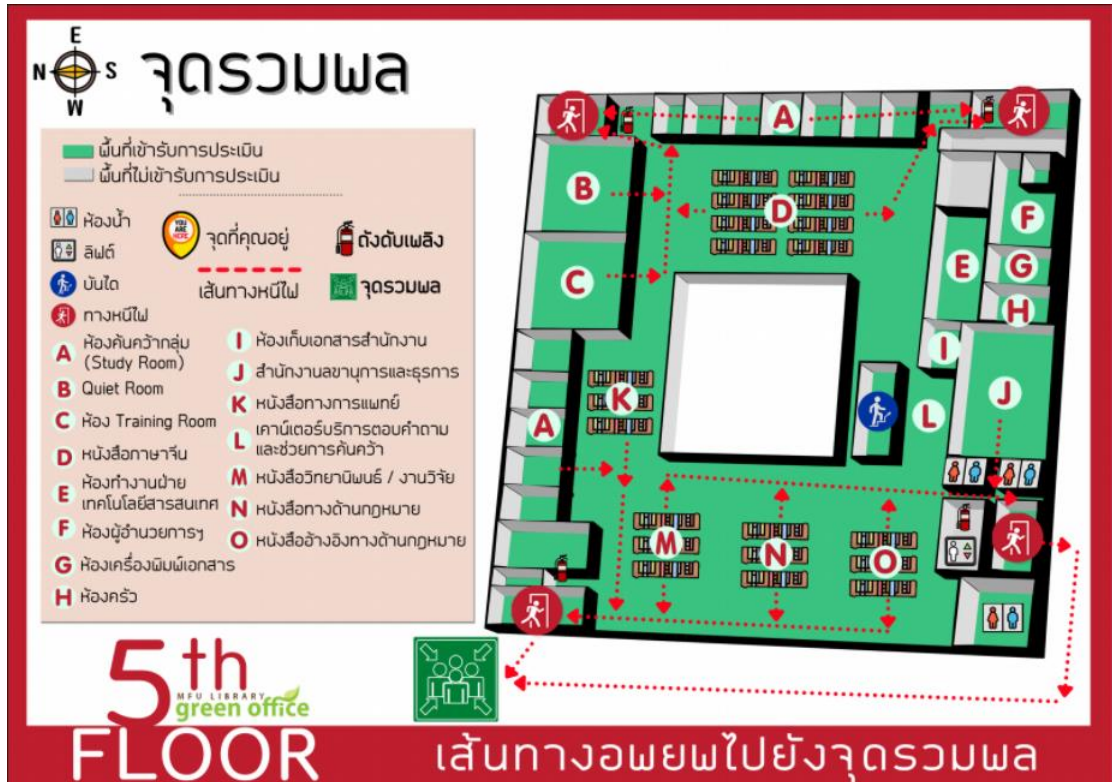 E
N S
W
จุดรวมพล
พื้นที่เข้ารับการประเมิน
พื้นที่ไม่เข้ารับการประเมิน
ห้องน้ำ
ลิฟต์
บันได
ทางหนีไฟ
YOU ARE HERE
จุดที่คุณอยู่
เส้นทางหนีไฟ
ถังดับเพลิง
จุดรวมพล
A ห้องค้นคว้ากลุ่ม
(Study Room)
B Quiet Room
C ห้อง Training Room
D หนังสือภาษาจีน
E ห้องทำงานฝ่าย
เทคโนโลยีสารสนเทศ
F ห้องผู้อำนวยการฯ
G ห้องเครื่องพิมพ์เอกสาร
H ห้องครัว
I ห้องเก็บเอกสารสำนักงาน
J สำนักงานลขานุการและธุรการ
K หนังสือทางการแพทย์
L เคาน์เตอร์บริการตอบคำถาม
และช่วยการค้นคว้า
M หนังสือวิทยานิพนธ์ / งานวิจัย
N หนังสือทางด้านกฎหมาย
O หนังสืออ้างอิงทางด้านกฎหมาย
A
B
D
F
C
E
G
H
I
K
J
A
L
M
N
O
5th
MFU LIBRARY
green office
FLOOR
เส้นทางอพยพไปยังจุดรวมพล